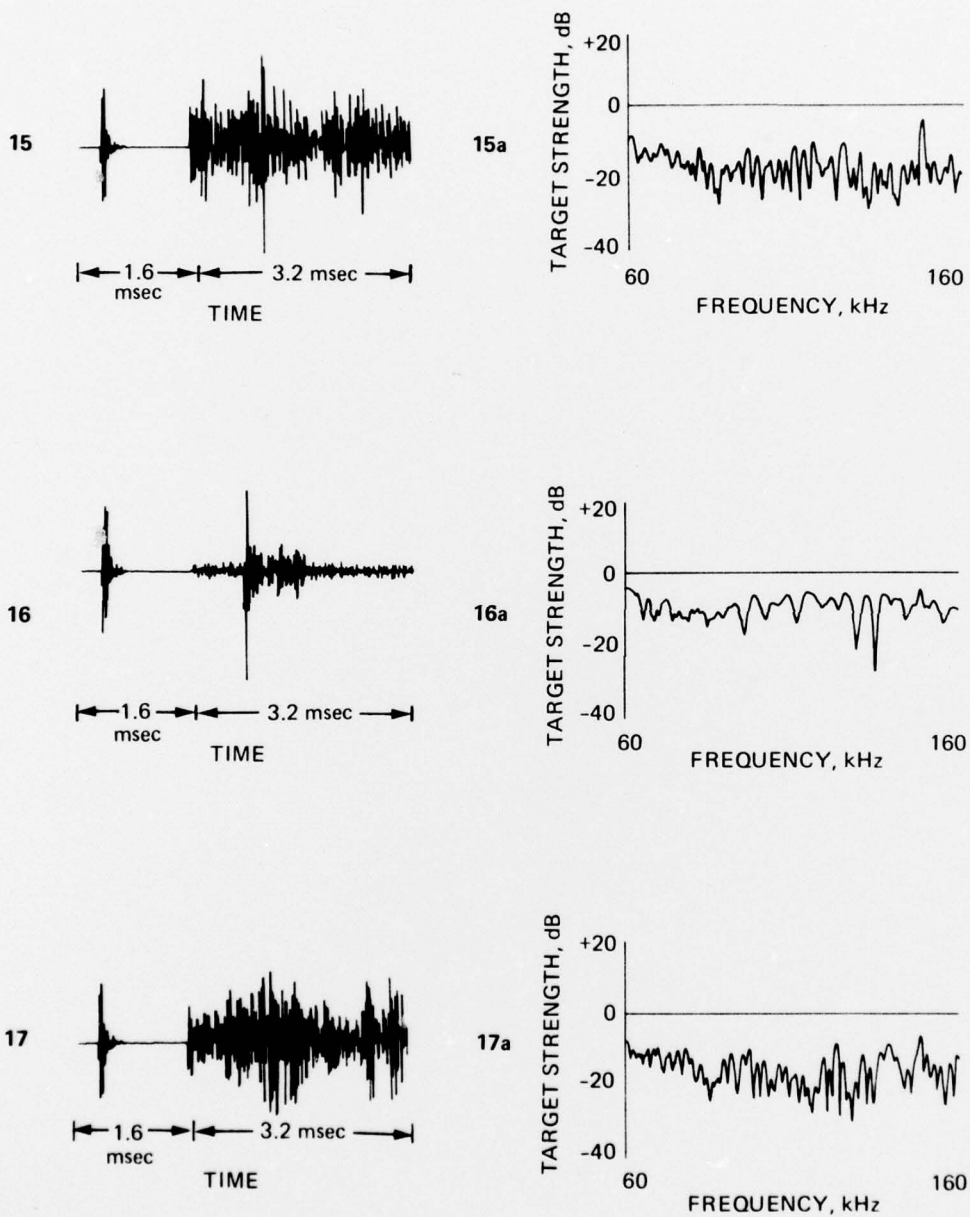 15
1.6 msec
3.2 msec
TIME
15a
TARGET STRENGTH, dB
+20
0
-20
-40
60
160
FREQUENCY, kHz
16
1.6 msec
3.2 msec
TIME
16a
TARGET STRENGTH, dB
+20
0
-20
-40
60
160
FREQUENCY, kHz
17
1.6 msec
3.2 msec
TIME
17a
TARGET STRENGTH, dB
+20
0
-20
-40
60
160
FREQUENCY, kHz